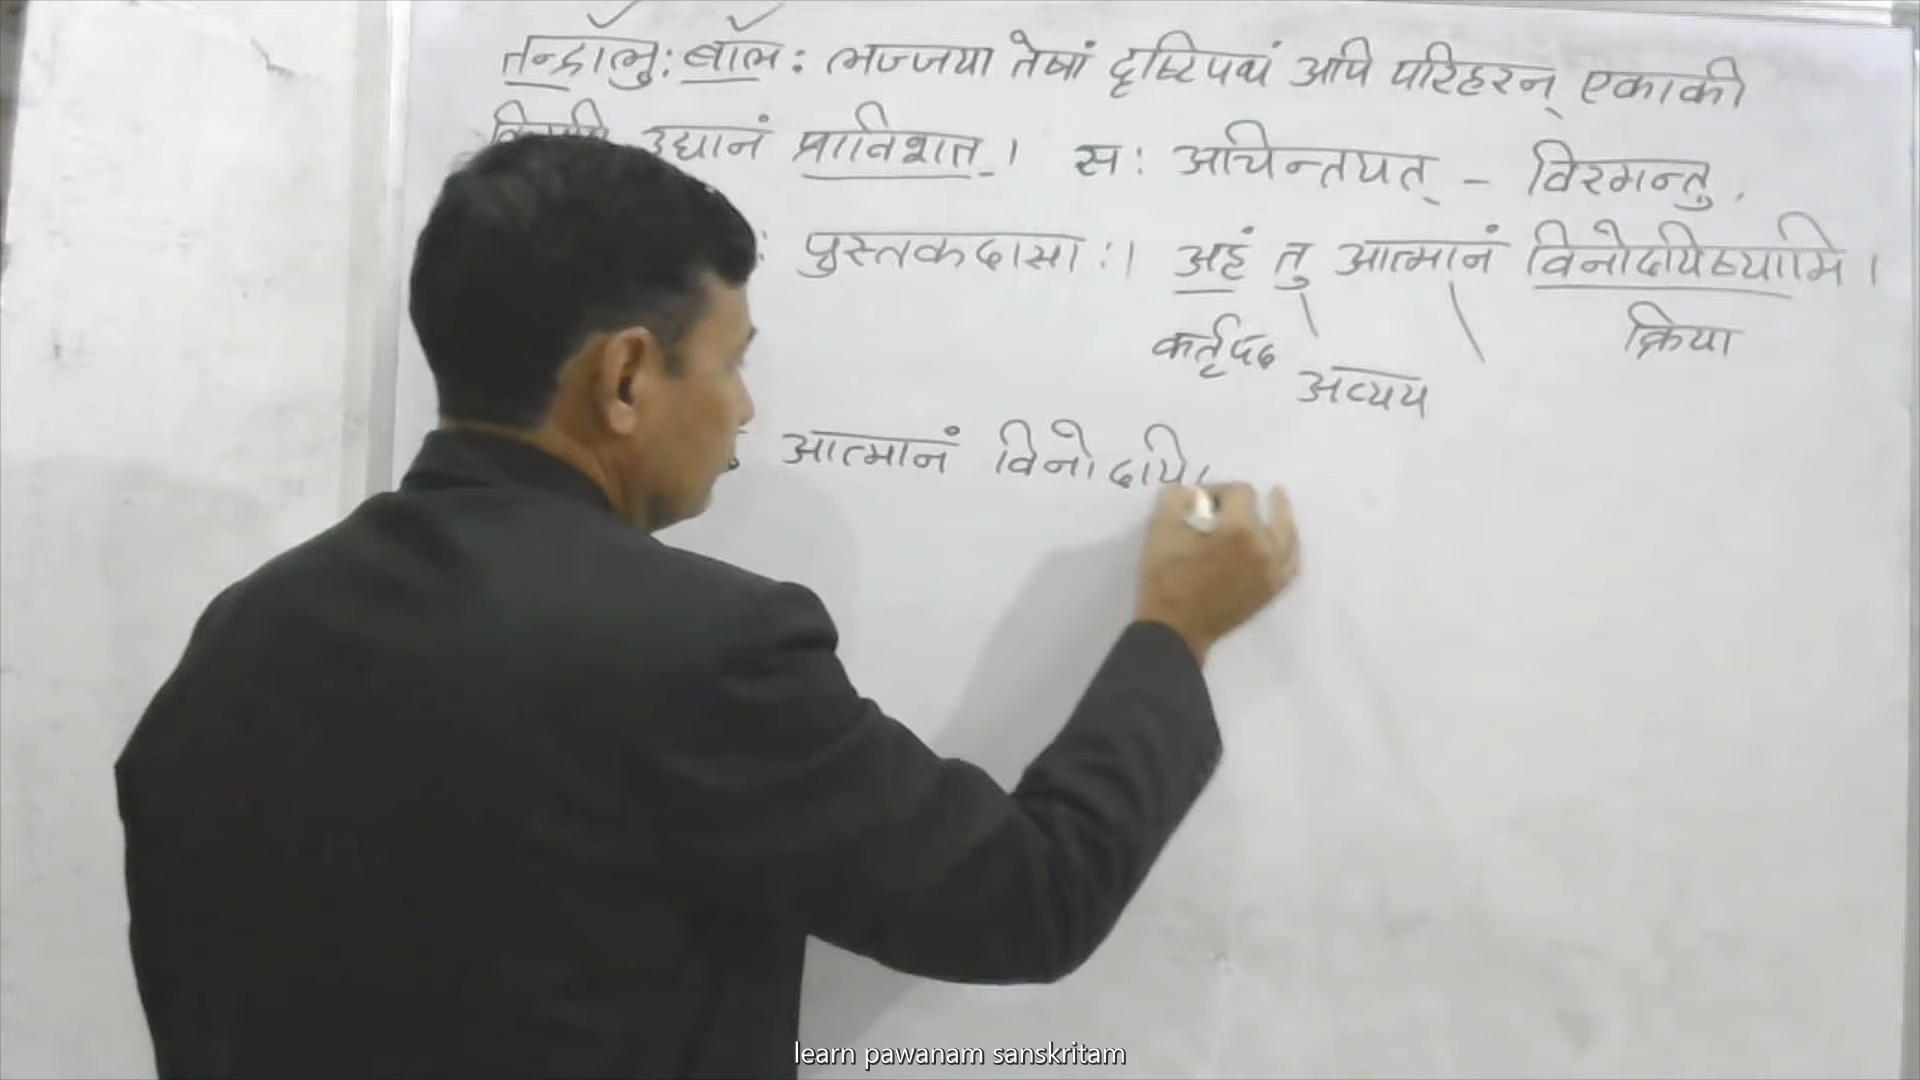 तन्द्रालुः बालः लज्जया तेषां दृष्टिपथं अपि परिहरन् एकाकी
उद्यानं प्राविशत् । सः अचिन्तयत् - विरमन्तु
पुस्तकदासाः । अहं तु आत्मानं विनोदयिष्यामि ।
कर्तृपद अव्यय क्रिया
आत्मानं विनोदयि
learn pawanam sanskritam